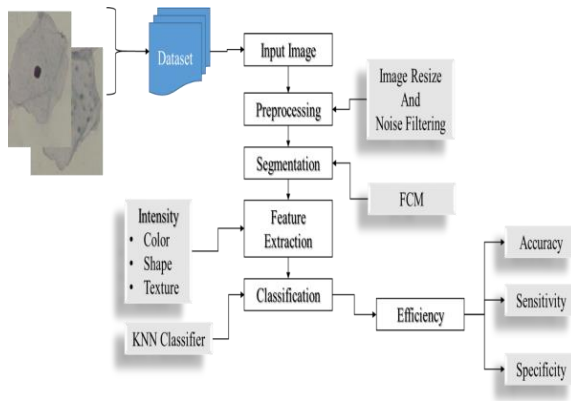 Dataset
Input Image
Image Resize
And
Noise Filtering
Preprocessing
Segmentation
FCM
Intensity
• Color
• Shape
• Texture
Feature
Extraction
Classification
KNN Classifier
Efficiency
Accuracy
Sensitivity
Specificity